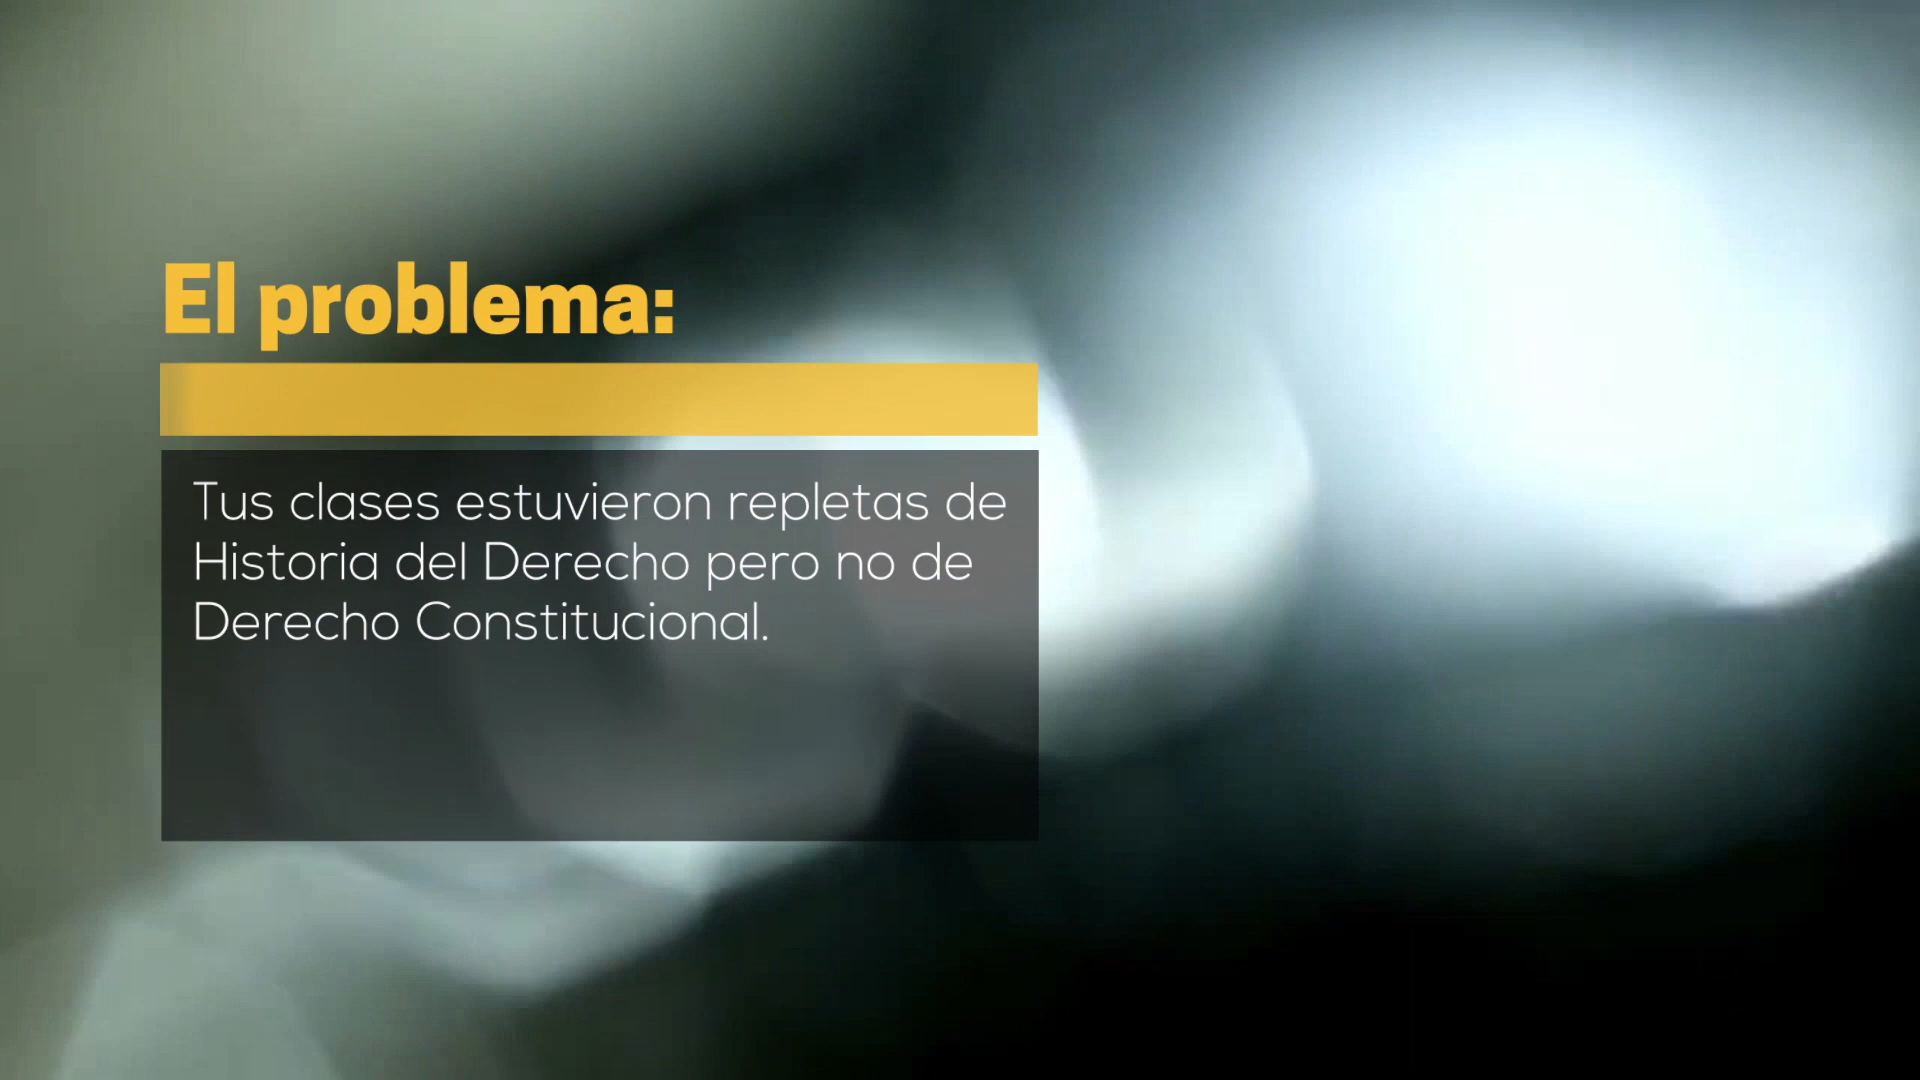 El problema:
Tus clases estuvieron repletas de
Historia del Derecho pero no de
Derecho Constitucional.